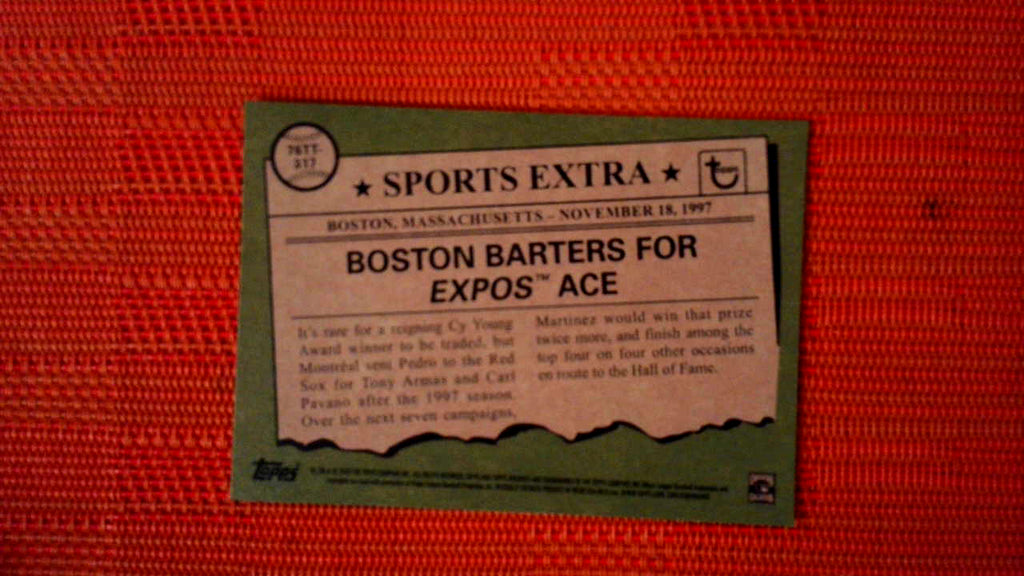 76TT-
★ SPORTS EXTRA ★
BOSTON, MASSACHUSETTS – NOVEMBER 18, 1997
BOSTON BARTERS FOR
EXPOS™ ACE
It's rare for a reigning Cy Young
Award winner to be traded, but
Montréal sent Pedro to the Red
Sox for Tony Armas and Carl
Pavano after the 1997 season.
Over the next seven campaigns,
Martinez would win that prize
twice more, and finish among the
top four on four other occasions
en route to the Hall of Fame.
Topps